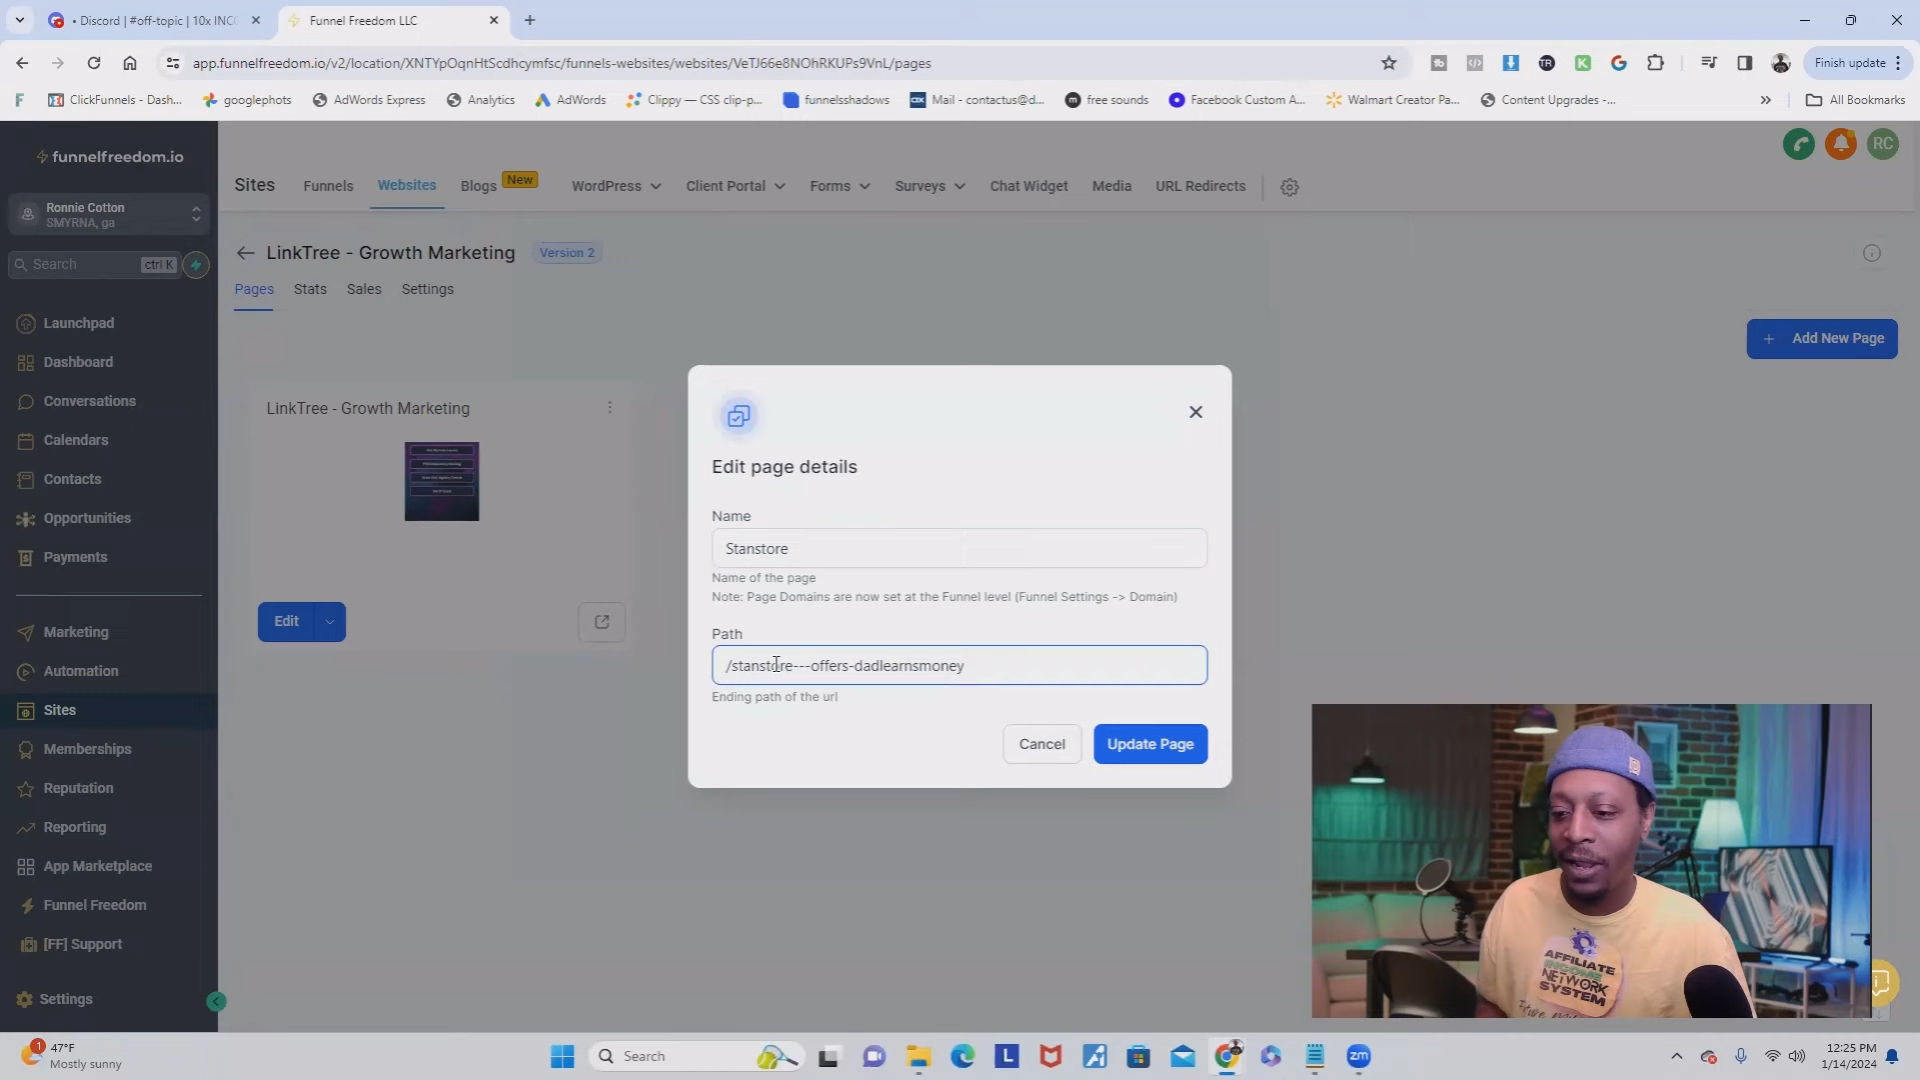 • Discord | #off-topic | 10x INC
Funnel Freedom LLC
app.funnelfreedom.io/v2/location/XNTYpOqnHtScdhcymfsc/funnels-websites/websites/VeTJ66e8NOhRKUPs9VnL/pages
Finish update
ClickFunnels - Dash...
googlephots
AdWords Express
Analytics
AdWords
Clippy — CSS clip-p...
funnelsshadows
Mail - contactus@d...
free sounds
Facebook Custom A...
Walmart Creator Pa...
Content Upgrades -...
All Bookmarks
funnelfreedom.io
RC
Ronnie Cotton
SMYRNA, ga
Search
ctrl K
Launchpad
Dashboard
Conversations
Calendars
Contacts
Opportunities
Payments
Marketing
Automation
Sites
Memberships
Reputation
Reporting
App Marketplace
Funnel Freedom
[FF] Support
Settings
Sites
Funnels
Websites
Blogs
New
WordPress
Client Portal
Forms
Surveys
Chat Widget
Media
URL Redirects
LinkTree - Growth Marketing
Version 2
Pages
Stats
Sales
Settings
+ Add New Page
LinkTree - Growth Marketing
Edit
Edit page details
Name
Stanstore
Name of the page
Note: Page Domains are now set at the Funnel level (Funnel Settings -> Domain)
Path
/stanstore---offers-dadlearnsmoney
Ending path of the url
Cancel
Update Page
AFFILIATE
INCOME
NETWORK
SYSTEM
1
47°F
Mostly sunny
Search
L
zm
12:25 PM
1/14/2024